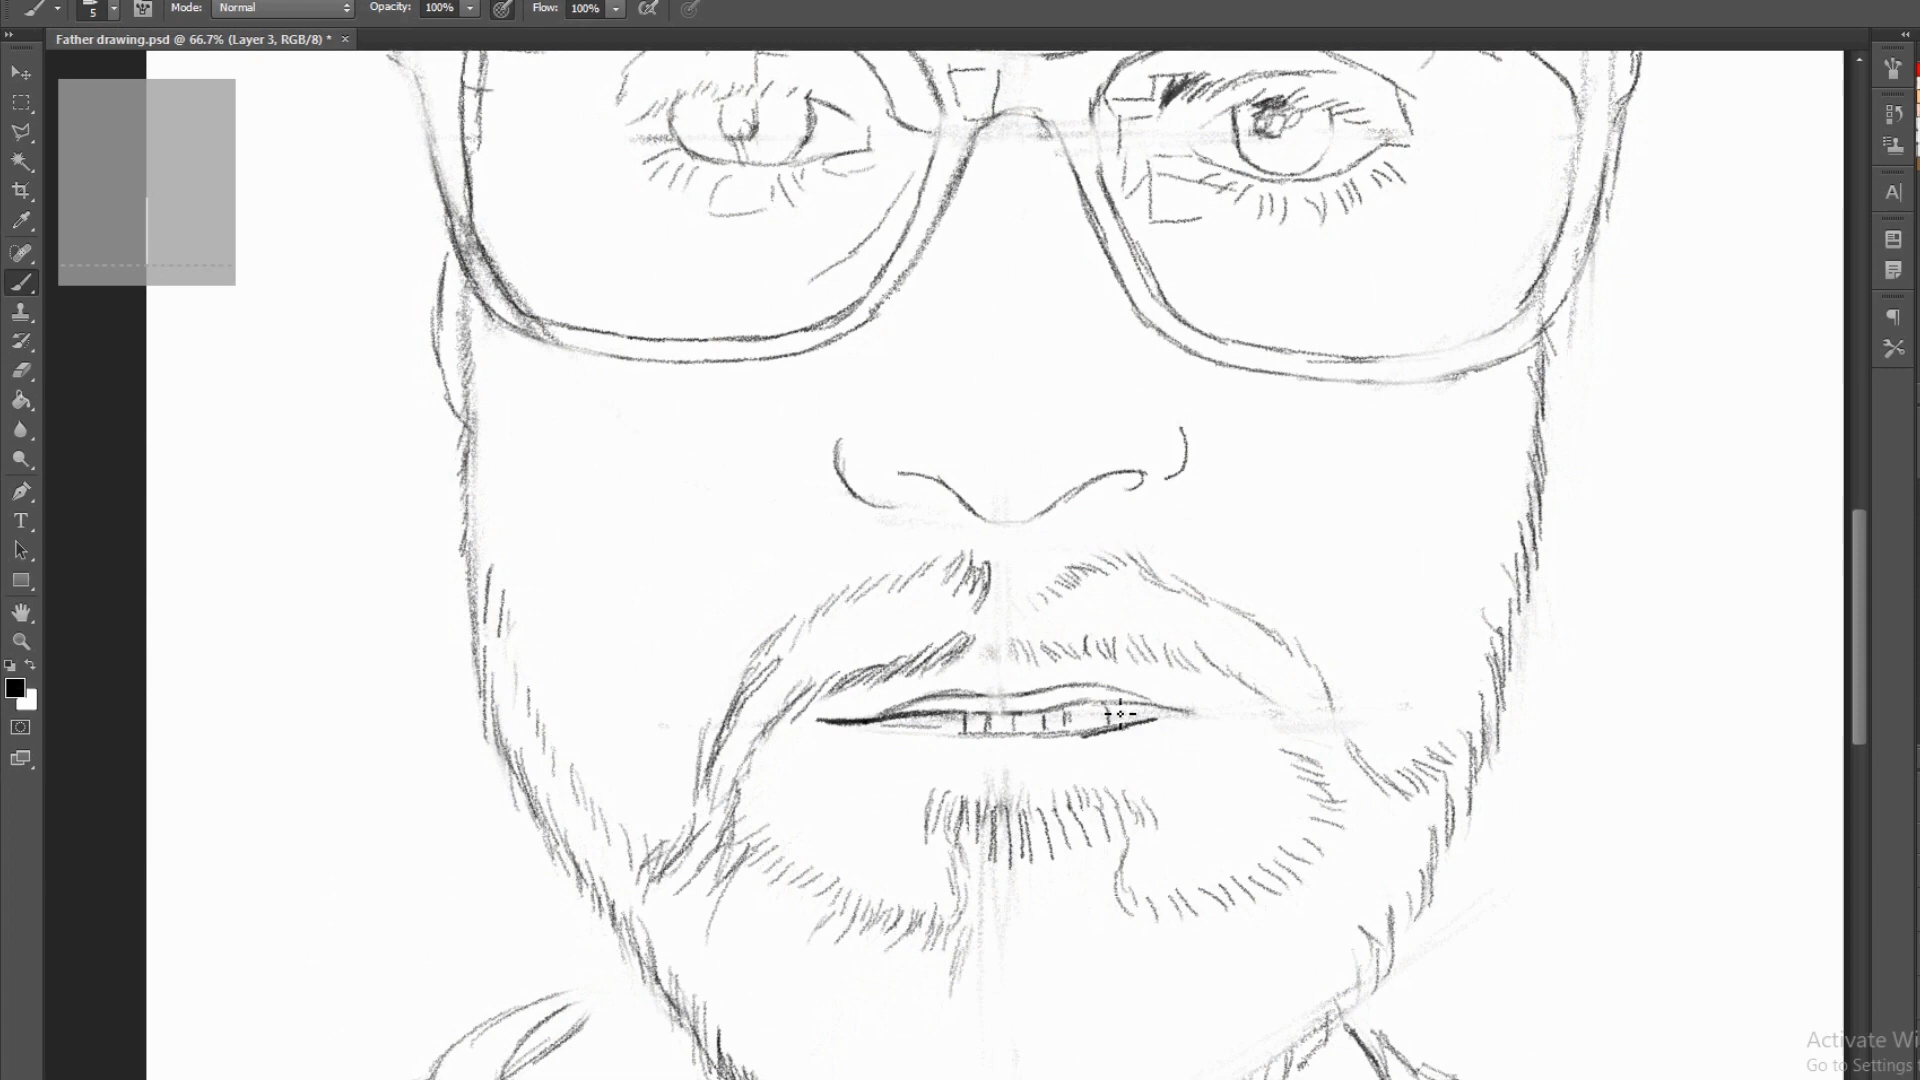 5 Mode: Normal Opacity: 100% Flow: 100%
Father drawing.psd @ 66.7% (Layer 3, RGB/8) * ×
Activate Wi
Go to Settings